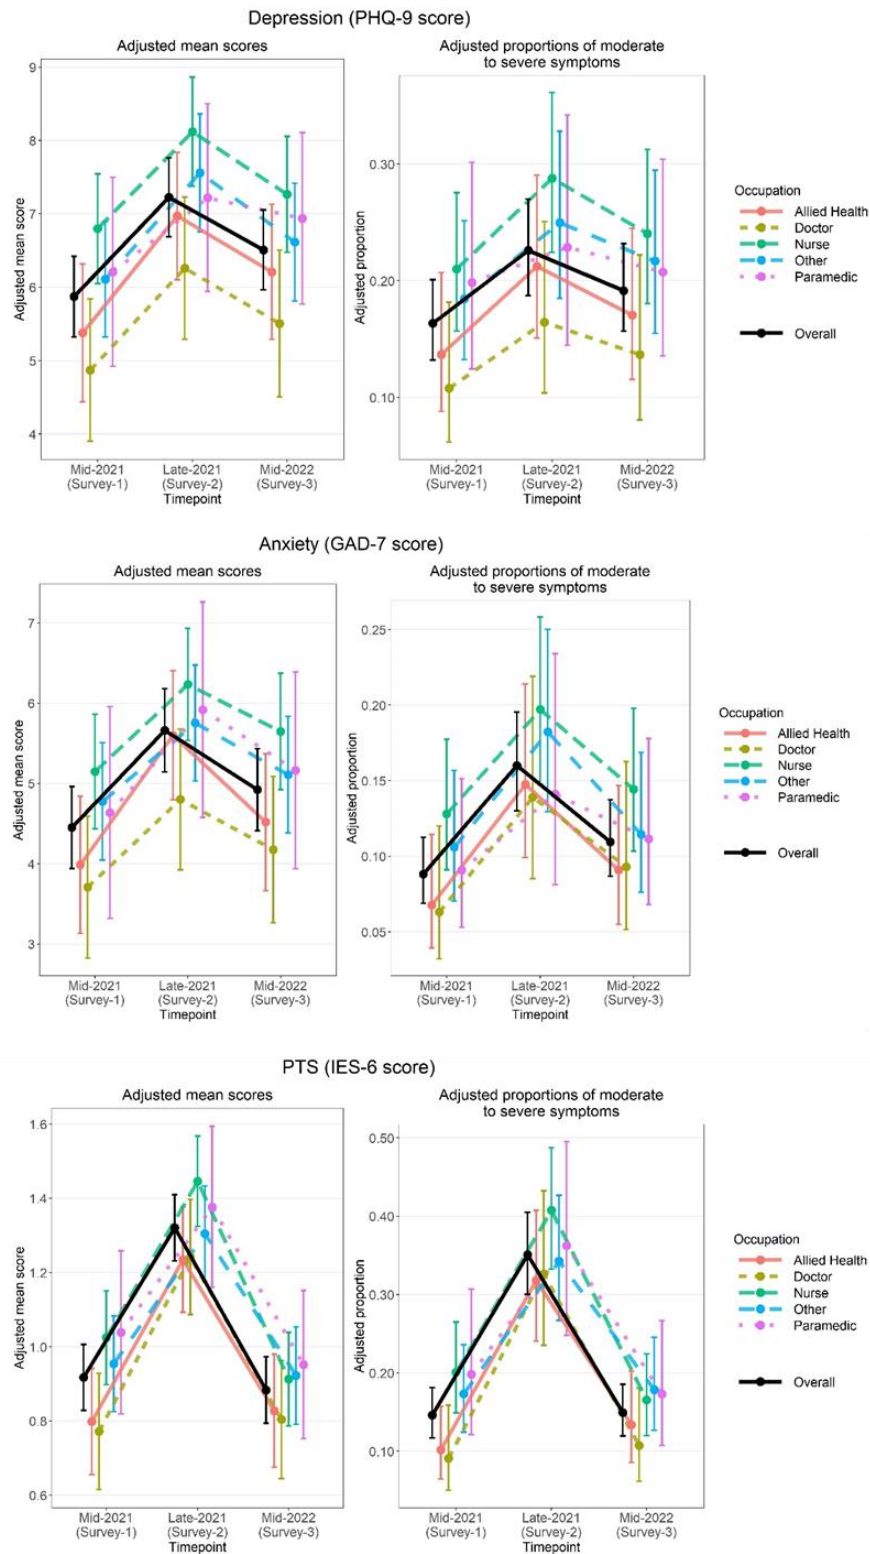 Depression (PHQ-9 score)
Adjusted mean scores
Adjusted proportions of moderate
to severe symptoms
Adjusted mean score
9
8
7
6
5
4
Mid-2021
(Survey-1)
Late-2021
(Survey-2)
Mid-2022
(Survey-3)
Timepoint
Adjusted proportion
0.30
0.20
0.10
Mid-2021
(Survey-1)
Late-2021
(Survey-2)
Mid-2022
(Survey-3)
Timepoint
Occupation
Allied Health
Doctor
Nurse
Other
Paramedic
Overall
Anxiety (GAD-7 score)
Adjusted mean scores
Adjusted proportions of moderate
to severe symptoms
Adjusted mean score
7
6
5
4
3
Mid-2021
(Survey-1)
Late-2021
(Survey-2)
Mid-2022
(Survey-3)
Timepoint
Adjusted proportion
0.25
0.20
0.15
0.10
0.05
Mid-2021
(Survey-1)
Late-2021
(Survey-2)
Mid-2022
(Survey-3)
Timepoint
Occupation
Allied Health
Doctor
Nurse
Other
Paramedic
Overall
PTS (IES-6 score)
Adjusted mean scores
Adjusted proportions of moderate
to severe symptoms
Adjusted mean score
1.6
1.4
1.2
1.0
0.8
0.6
Mid-2021
(Survey-1)
Late-2021
(Survey-2)
Mid-2022
(Survey-3)
Timepoint
Adjusted proportion
0.50
0.40
0.30
0.20
0.10
Mid-2021
(Survey-1)
Late-2021
(Survey-2)
Mid-2022
(Survey-3)
Timepoint
Occupation
Allied Health
Doctor
Nurse
Other
Paramedic
Overall